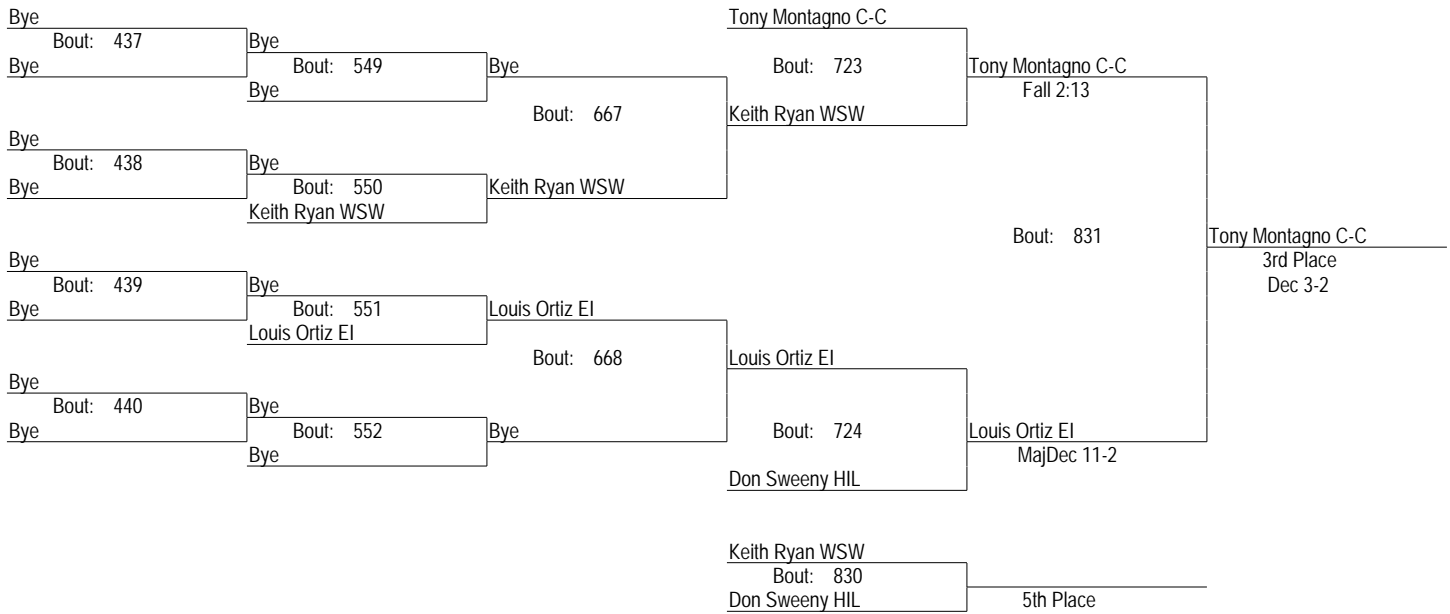 Bye
Tony Montagno C-C
Bout: 437
Bye
Bye
Bout: 549
Bye
Bout: 723
Tony Montagno C-C
Bye
Fall 2:13
Bout: 667
Keith Ryan WSW
Bye
Bout: 438
Bye
Bye
Bout: 550
Keith Ryan WSW
Keith Ryan WSW
Bout: 831
Tony Montagno C-C
Bye
3rd Place
Bout: 439
Bye
Dec 3-2
Bye
Bout: 551
Louis Ortiz EI
Louis Ortiz EI
Bout: 668
Louis Ortiz EI
Bye
Bout: 440
Bye
Bye
Bout: 552
Bye
Bout: 724
Louis Ortiz EI
Bye
MajDec 11-2
Don Sweeny HIL
Keith Ryan WSW
Bout: 830
Don Sweeny HIL
5th Place